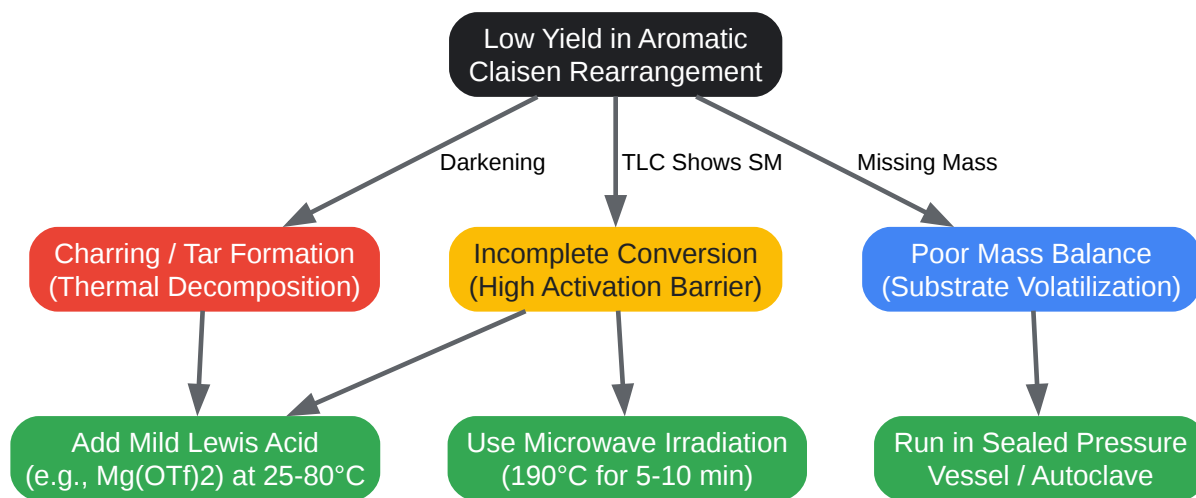 Low Yield in Aromatic
Claisen Rearrangement
Darkening
TLC Shows SM
Missing Mass
Charring / Tar Formation
(Thermal Decomposition)
Incomplete Conversion
(High Activation Barrier)
Poor Mass Balance
(Substrate Volatilization)
Add Mild Lewis Acid
(e.g., Mg(OTf)2) at 25-80°C
Use Microwave Irradiation
(190°C for 5-10 min)
Run in Sealed Pressure
Vessel / Autoclave